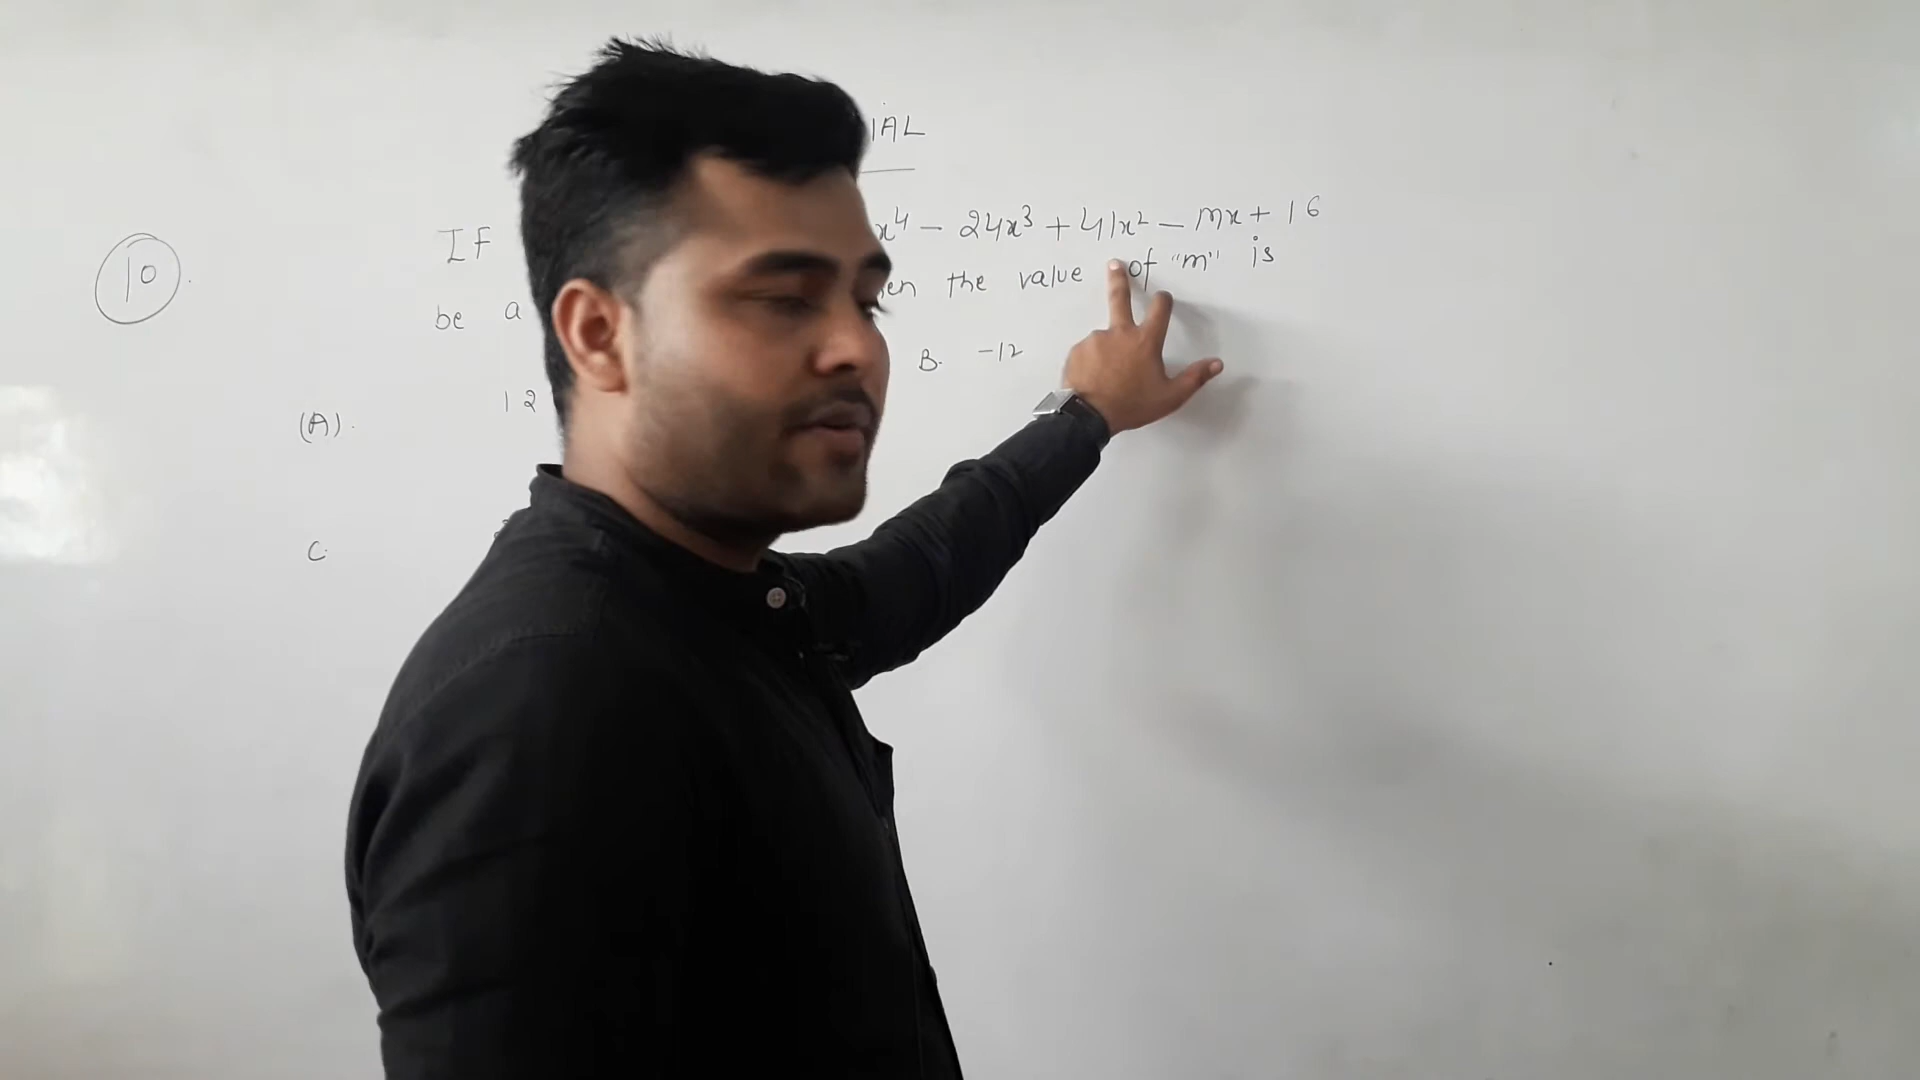 IAL
10. IF x⁴ - 24x³ + 41x² - mx + 16
be a en the value of "m" is
(A). 12 B. -12
C.